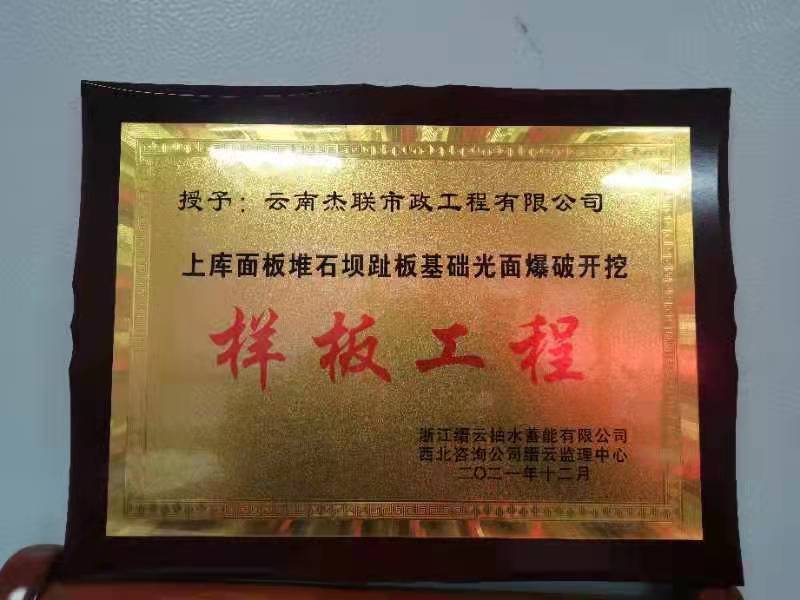 授予：云南杰联市政工程有限公司
上库面板堆石坝趾板基础光面爆破开挖
样板工程
浙江缙云抽水蓄能有限公司
西北咨询公司缙云监理中心
二〇二一年十二月